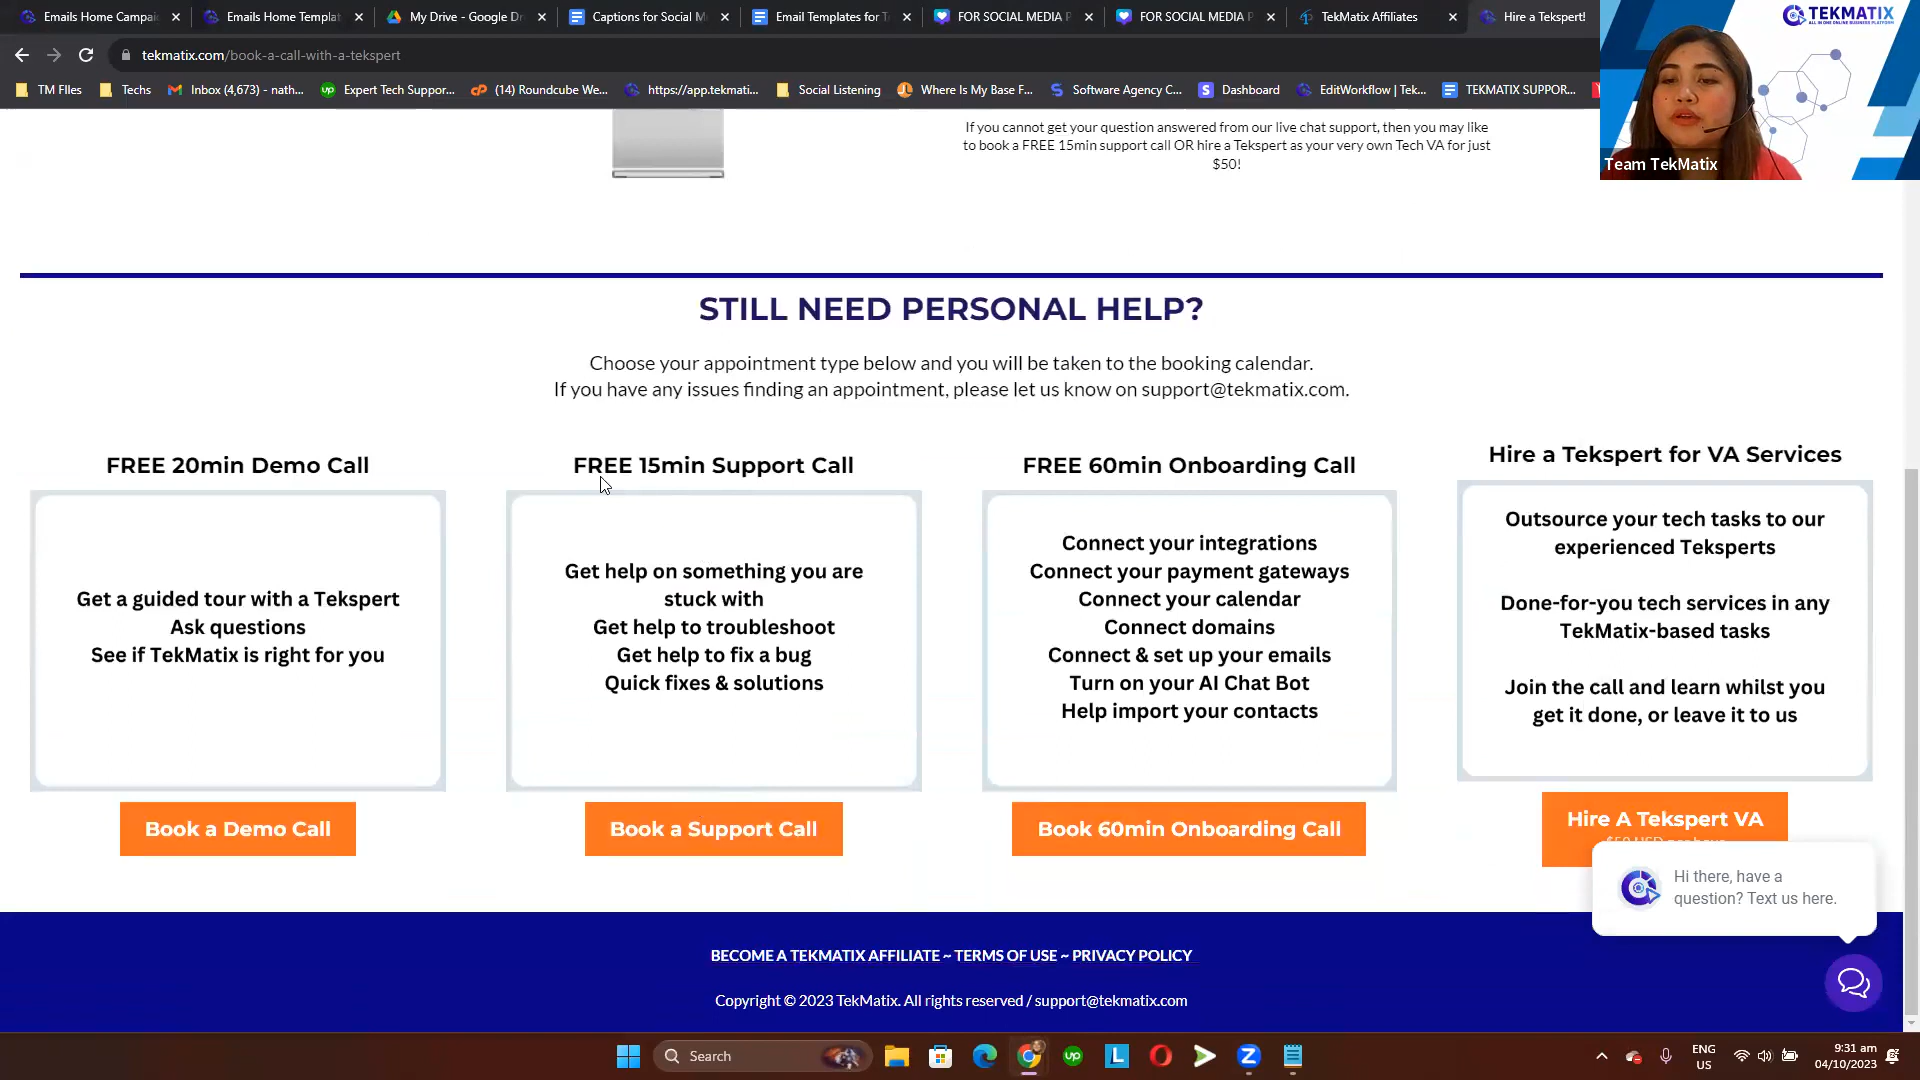 Emails Home Campai
Emails Home Templat
My Drive - Google Dr
Captions for Social M
Email Templates for T
FOR SOCIAL MEDIA P
FOR SOCIAL MEDIA P
TekMatix Affiliates
Hire a Tekspert!
tekmatix.com/book-a-call-with-a-tekspert
TM FIles
Techs
Inbox (4,673) - nath...
Expert Tech Suppor...
(14) Roundcube We...
https://app.tekmati...
Social Listening
Where Is My Base F...
Software Agency C...
Dashboard
EditWorkflow | Tek...
TEKMATIX SUPPOR...
TEKMATIX
ALL IN ONE ONLINE BUSINESS PLATFORM
Team TekMatix
If you cannot get your question answered from our live chat support, then you may like
to book a FREE 15min support call OR hire a Tekspert as your very own Tech VA for just
$50!
STILL NEED PERSONAL HELP?
Choose your appointment type below and you will be taken to the booking calendar.
If you have any issues finding an appointment, please let us know on support@tekmatix.com.
FREE 20min Demo Call
Get a guided tour with a Tekspert
Ask questions
See if TekMatix is right for you
Book a Demo Call
FREE 15min Support Call
Get help on something you are
stuck with
Get help to troubleshoot
Get help to fix a bug
Quick fixes & solutions
Book a Support Call
FREE 60min Onboarding Call
Connect your integrations
Connect your payment gateways
Connect your calendar
Connect domains
Connect & set up your emails
Turn on your AI Chat Bot
Help import your contacts
Book 60min Onboarding Call
Hire a Tekspert for VA Services
Outsource your tech tasks to our
experienced Teksperts
Done-for-you tech services in any
TekMatix-based tasks
Join the call and learn whilst you
get it done, or leave it to us
Hire A Tekspert VA
Hi there, have a
question? Text us here.
BECOME A TEKMATIX AFFILIATE ~ TERMS OF USE ~ PRIVACY POLICY
Copyright © 2023 TekMatix. All rights reserved / support@tekmatix.com
Search
ENG
US
9:31 am
04/10/2023